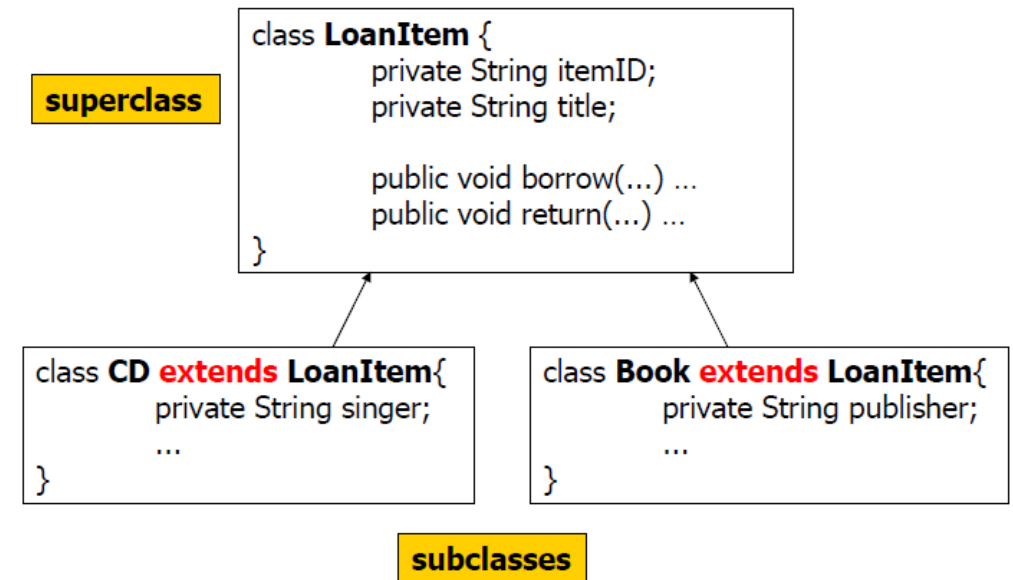 class LoanItem {
private String itemID;
private String title;
public void borrow(...) ...
public void return(...) ...
}
superclass
class CD extends LoanItem{
private String singer;
...
}
class Book extends LoanItem{
private String publisher;
...
}
subclasses